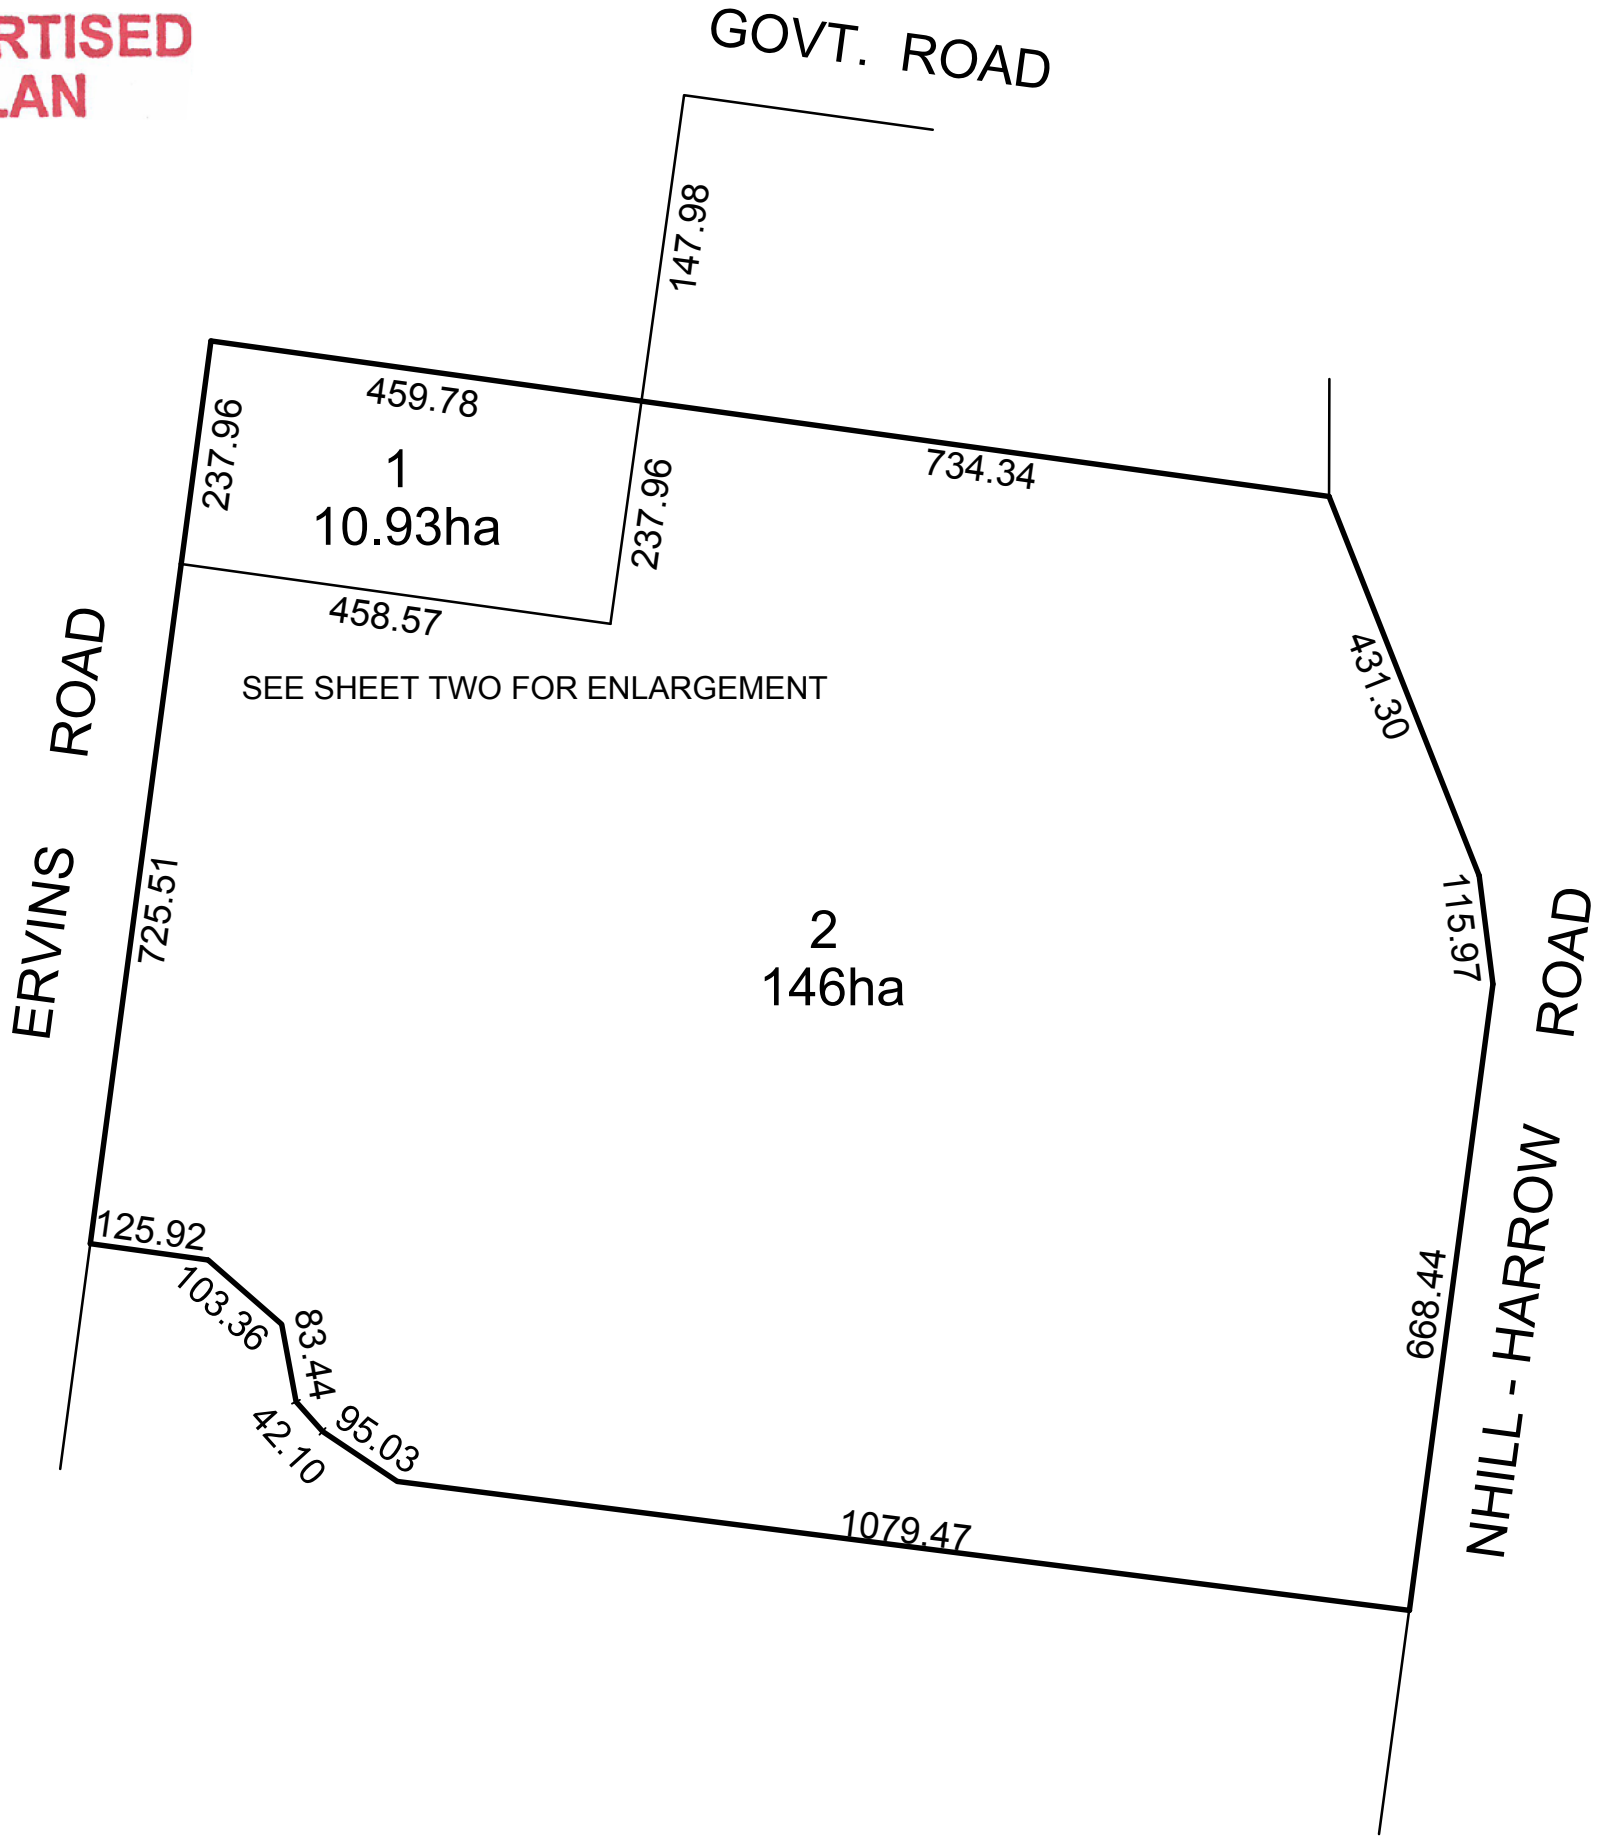 RTISED
LAN
GOVT. ROAD
147.98
459.78
237.96
1
10.93ha
237.96
734.34
458.57
SEE SHEET TWO FOR ENLARGEMENT
431.30
ERVINS ROAD
725.51
2
146ha
115.97
NHILL - HARROW ROAD
668.44
125.92
103.36
83.44
42.10
95.03
1079.47